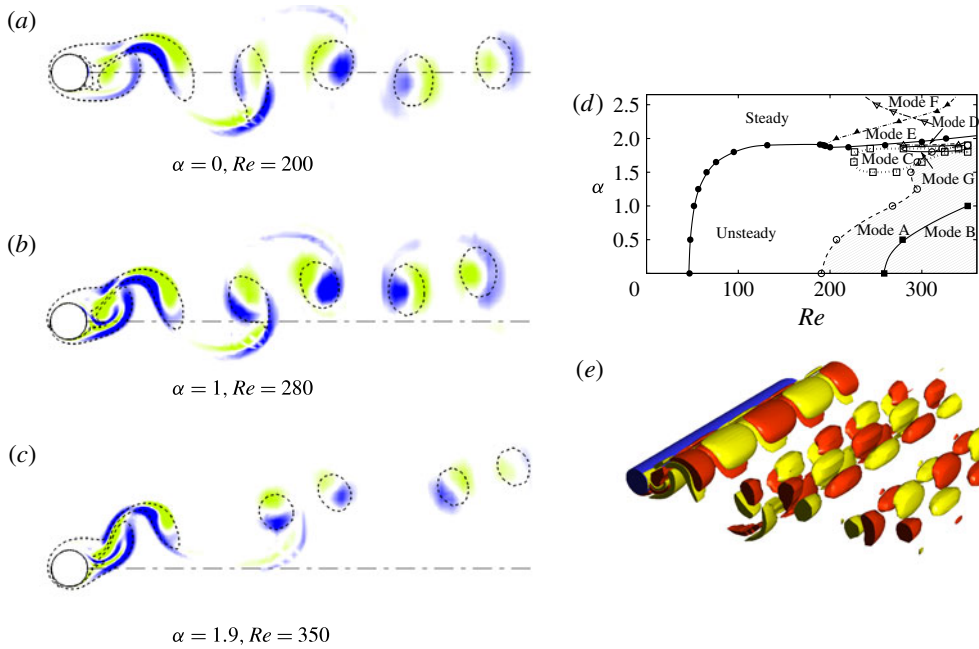 (a)
α = 0, Re = 200
(b)
α = 1, Re = 280
(c)
α = 1.9, Re = 350
(d)
2.5
2.0
1.5
1.0
0.5
α
0
100
200
300
Re
Steady
Unsteady
Mode F
Mode D
Mode E
Mode C
Mode G
Mode A
Mode B
(e)